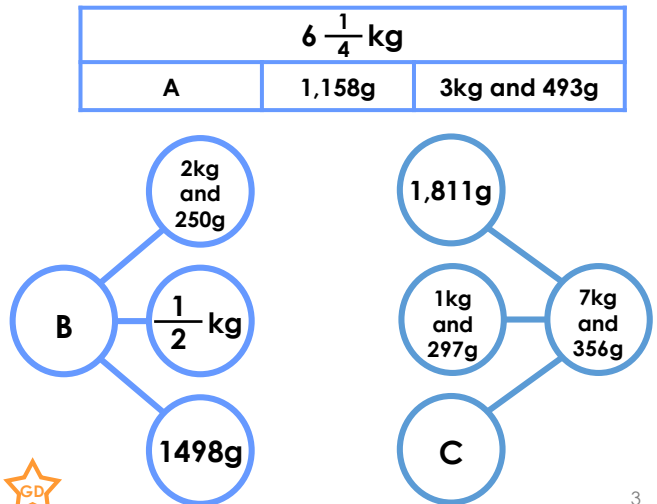 6 1/4 kg
A 1,158g 3kg and 493g
2kg
and
250g
B
1/2 kg
1498g
1,811g
1kg
and
297g
7kg
and
356g
C
GD
3